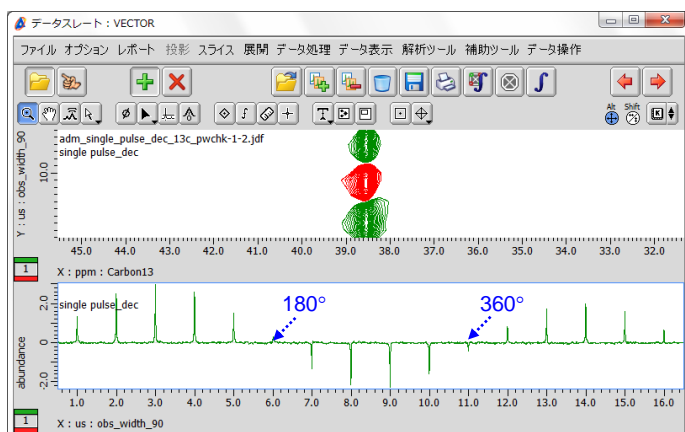 データスレート : VECTOR
ファイル オプション レポート 投影 スライス 展開 データ処理 データ表示 解析ツール 補助ツール データ操作
Alt Shift
adm_single_pulse_dec_13c_pwchk-1-2.jdf
single pulse_dec
Y : us : obs_width_90
10.0
45.0 44.0 43.0 42.0 41.0 40.0 39.0 38.0 37.0 36.0 35.0 34.0 33.0 32.0
1
X : ppm : Carbon13
single pulse_dec
180°
360°
abundance
2.0
0
-2.0
1.0 2.0 3.0 4.0 5.0 6.0 7.0 8.0 9.0 10.0 11.0 12.0 13.0 14.0 15.0 16.0
1
X : us : obs_width_90